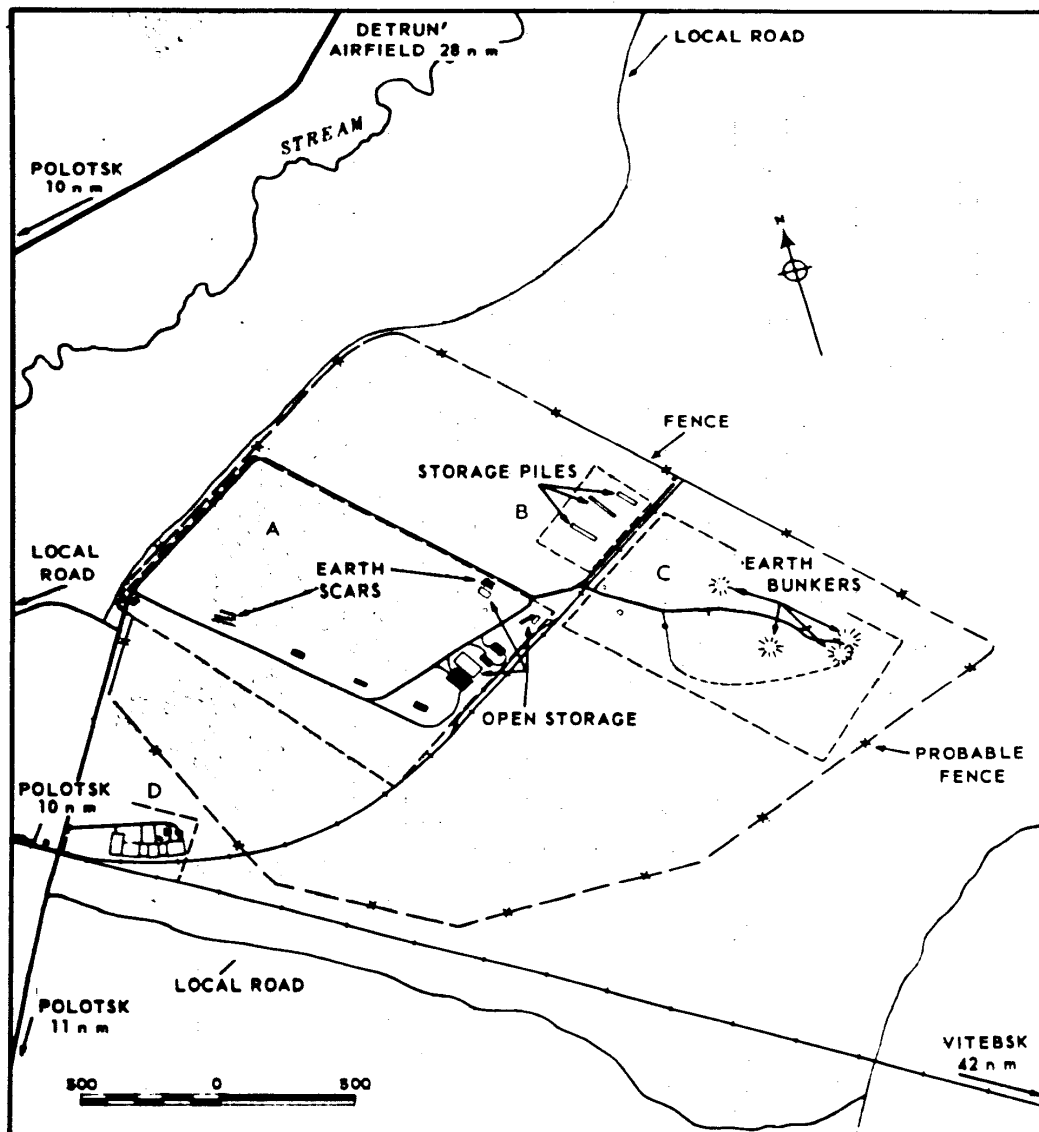 DETRUN'
AIRFIELD 28 n m
LOCAL ROAD
STREAM
POLOTSK
10 n m
N
FENCE
STORAGE PILES
B
A
LOCAL
ROAD
EARTH
SCARS
C
EARTH
BUNKERS
OPEN STORAGE
PROBABLE
FENCE
POLOTSK
10 n m
D
LOCAL ROAD
POLOTSK
11 n m
VITEBSK
42 n m
500 0 500